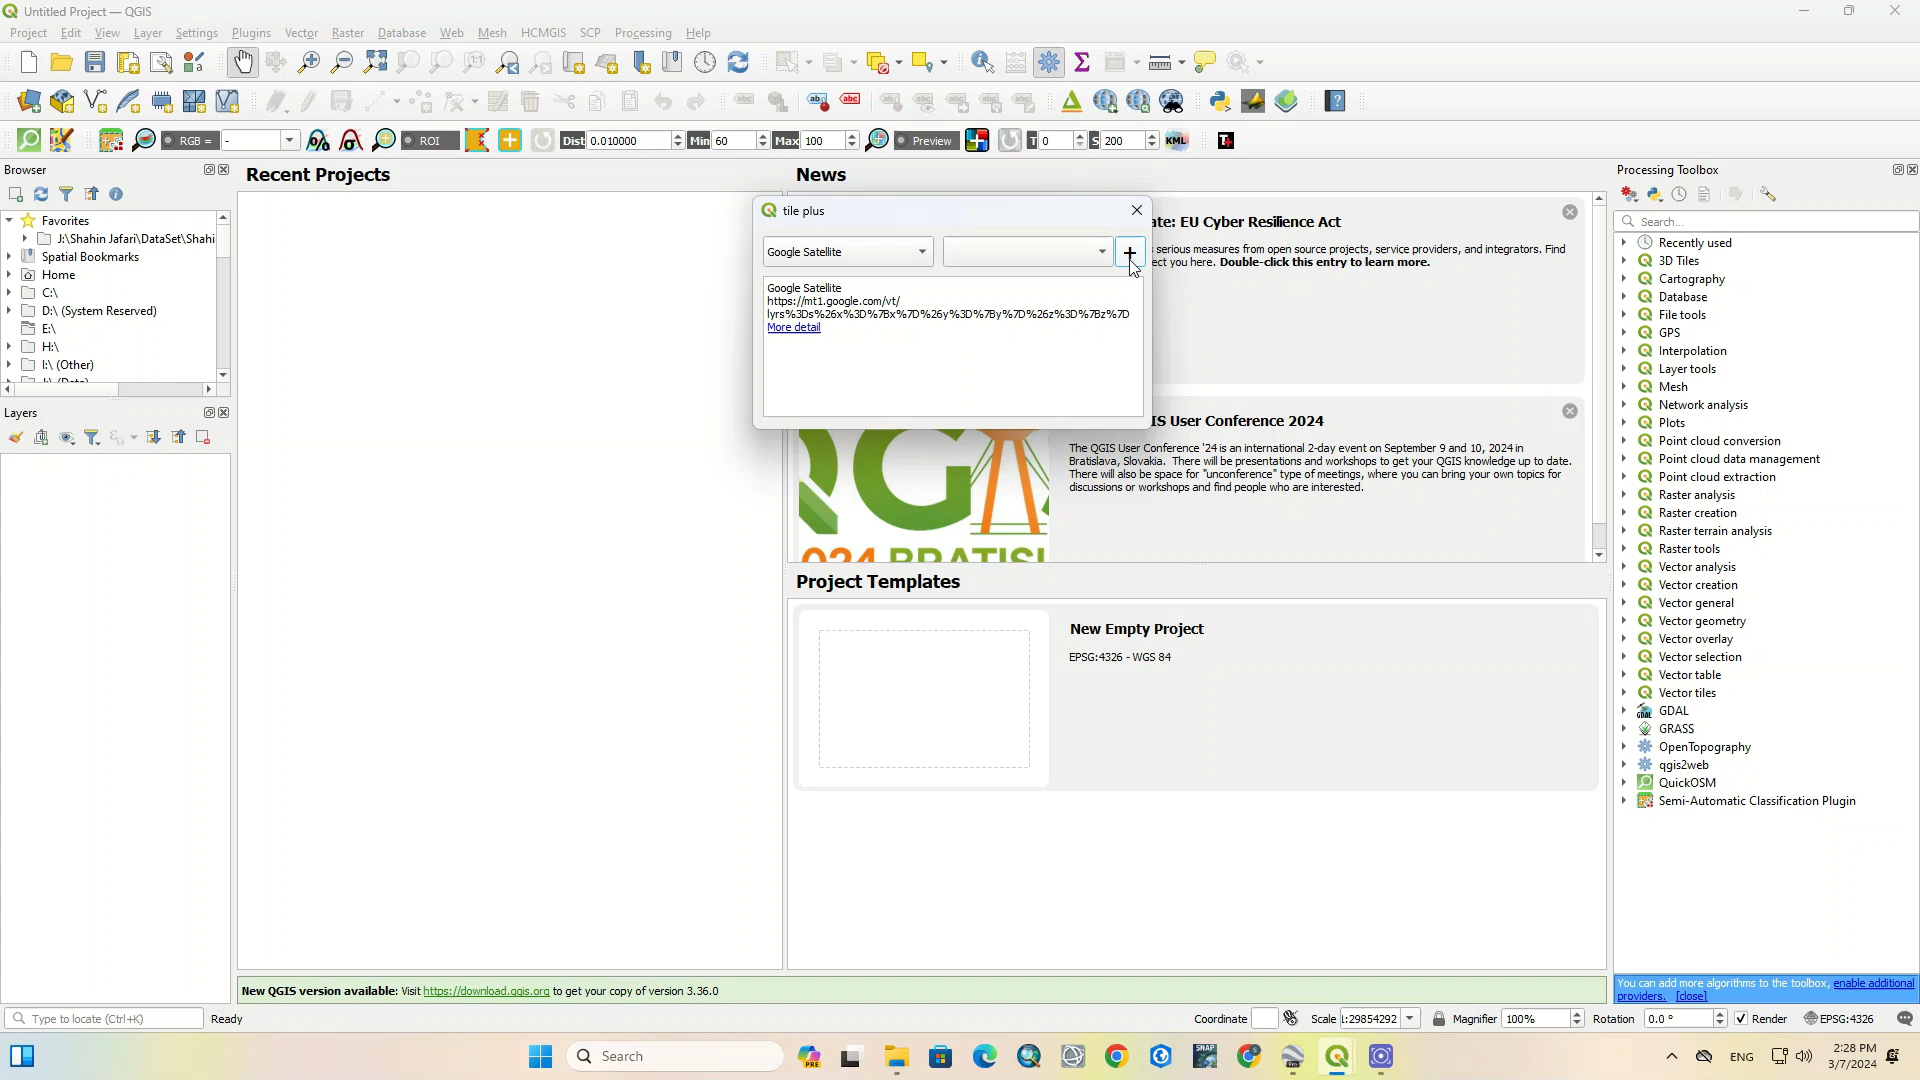 Untitled Project — QGIS
Project Edit View Layer Settings Plugins Vector Raster Database Web Mesh HCMGIS SCP Processing Help
RGB = - ROI Dist 0.010000 Min 60 Max 100 Preview T 0 S 200 KML
Browser
Favorites
J:\Shahin Jafari\DataSet\Shahi
Spatial Bookmarks
Home
C:\
D:\ (System Reserved)
E:\
H:\
I:\ (Other)
Layers
Recent Projects
News
ate: EU Cyber Resilience Act
serious measures from open source projects, service providers, and integrators. Find
ect you here. Double-click this entry to learn more.
tile plus
Google Satellite
Google Satellite
https://mt1.google.com/vt/
lyrs%3Ds%26x%3D%7Bx%7D%26y%3D%7By%7D%26z%3D%7Bz%7D
More detail
IS User Conference 2024
The QGIS User Conference '24 is an international 2-day event on September 9 and 10, 2024 in
Bratislava, Slovakia. There will be presentations and workshops to get your QGIS knowledge up to date.
There will also be space for "unconference" type of meetings, where you can bring your own topics for
discussions or workshops and find people who are interested.
Project Templates
New Empty Project
EPSG:4326 - WGS 84
Processing Toolbox
Search...
Recently used
3D Tiles
Cartography
Database
File tools
GPS
Interpolation
Layer tools
Mesh
Network analysis
Plots
Point cloud conversion
Point cloud data management
Point cloud extraction
Raster analysis
Raster creation
Raster terrain analysis
Raster tools
Vector analysis
Vector creation
Vector general
Vector geometry
Vector overlay
Vector selection
Vector table
Vector tiles
GDAL
GRASS
OpenTopography
qgis2web
QuickOSM
Semi-Automatic Classification Plugin
You can add more algorithms to the toolbox, enable additional
providers. [close]
New QGIS version available: Visit https://download.qgis.org to get your copy of version 3.36.0
Type to locate (Ctrl+K) Ready Coordinate Scale 1:29854292 Magnifier 100% Rotation 0.0 ° Render EPSG:4326
Search ENG 2:28 PM
3/7/2024